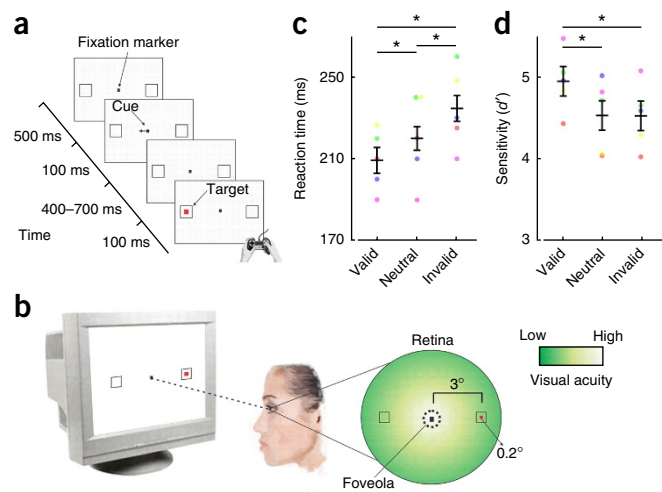 a
Fixation marker
Cue
Target
500 ms
100 ms
400–700 ms
100 ms
Time
c
*
*
*
Reaction time (ms)
250
210
170
Valid
Neutral
Invalid
d
*
*
Sensitivity (d′)
5
4
3
Valid
Neutral
Invalid
b
Retina
3°
0.2°
Foveola
Low
High
Visual acuity